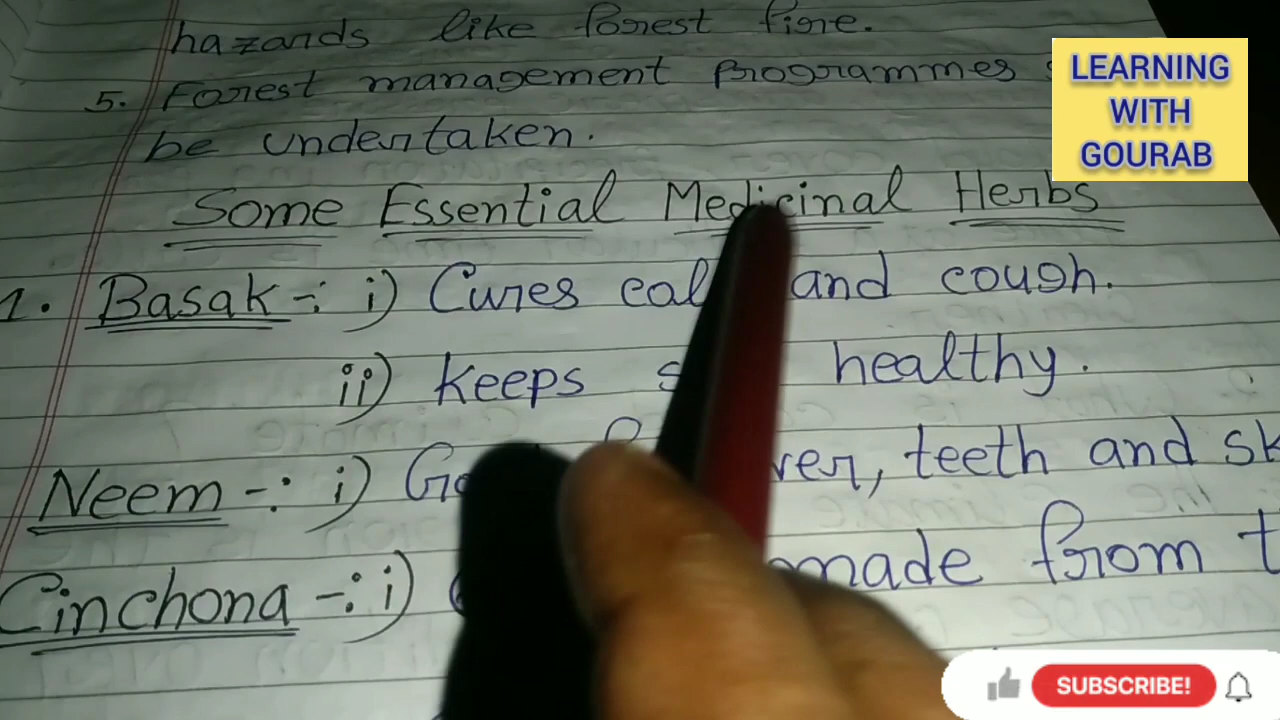 hazards like forest fire.
5. Forest management programmes
be undertaken.
Some Essential Medicinal Herbs
1. Basak -: i) Cures and cough.
ii) keeps healthy.
Neem -: i) teeth and
Cinchona -: i) made from
LEARNING
WITH
GOURAB
SUBSCRIBE!